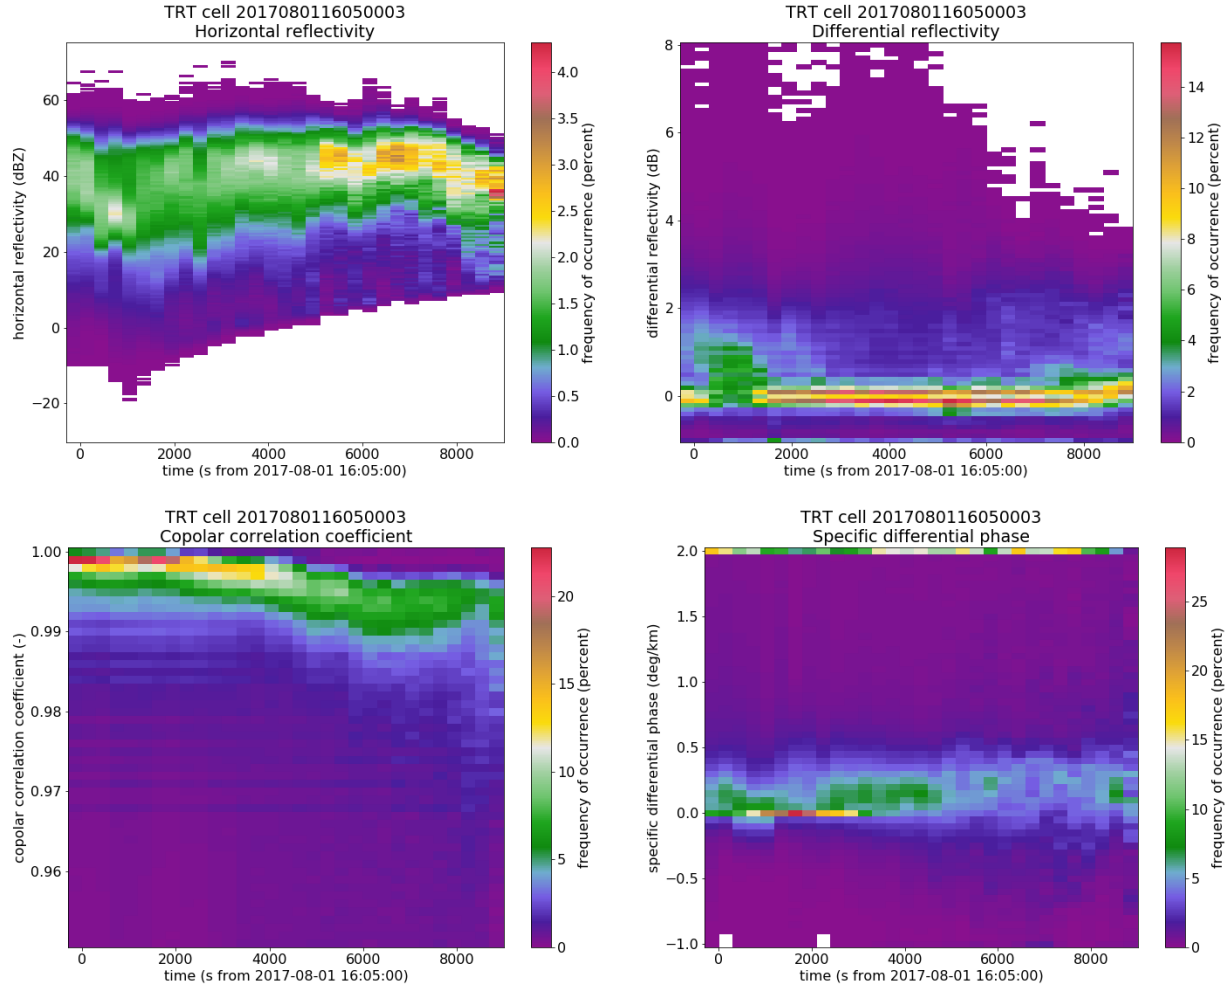 TRT cell 2017080116050003
Horizontal reflectivity
horizontal reflectivity (dBZ)
60
40
20
0
−20
0 2000 4000 6000 8000
time (s from 2017-08-01 16:05:00)
4.0
3.5
3.0
2.5
2.0
1.5
1.0
0.5
0.0
frequency of occurrence (percent)
TRT cell 2017080116050003
Differential reflectivity
differential reflectivity (dB)
8
6
4
2
0
0 2000 4000 6000 8000
time (s from 2017-08-01 16:05:00)
14
12
10
8
6
4
2
0
frequency of occurrence (percent)
TRT cell 2017080116050003
Copolar correlation coefficient
copolar correlation coefficient (-)
1.00
0.99
0.98
0.97
0.96
0 2000 4000 6000 8000
time (s from 2017-08-01 16:05:00)
20
15
10
5
0
frequency of occurrence (percent)
TRT cell 2017080116050003
Specific differential phase
specific differential phase (deg/km)
2.0
1.5
1.0
0.5
0.0
−0.5
−1.0
0 2000 4000 6000 8000
time (s from 2017-08-01 16:05:00)
25
20
15
10
5
0
frequency of occurrence (percent)